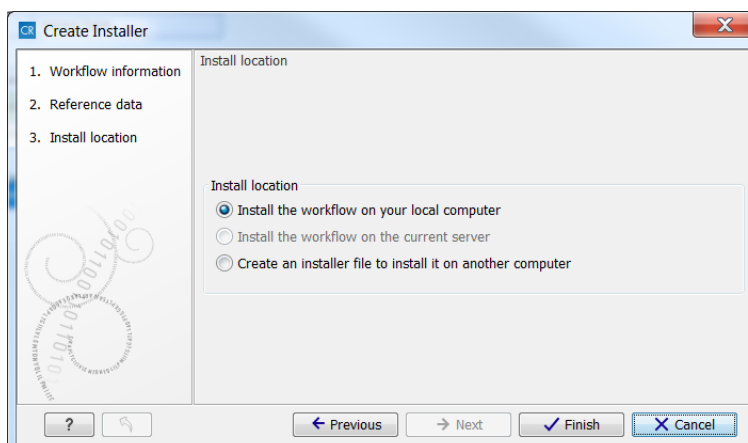 CR Create Installer
X
1. Workflow information
2. Reference data
3. Install location
Install location
Install location
Install the workflow on your local computer
Install the workflow on the current server
Create an installer file to install it on another computer
? Previous Next Finish Cancel